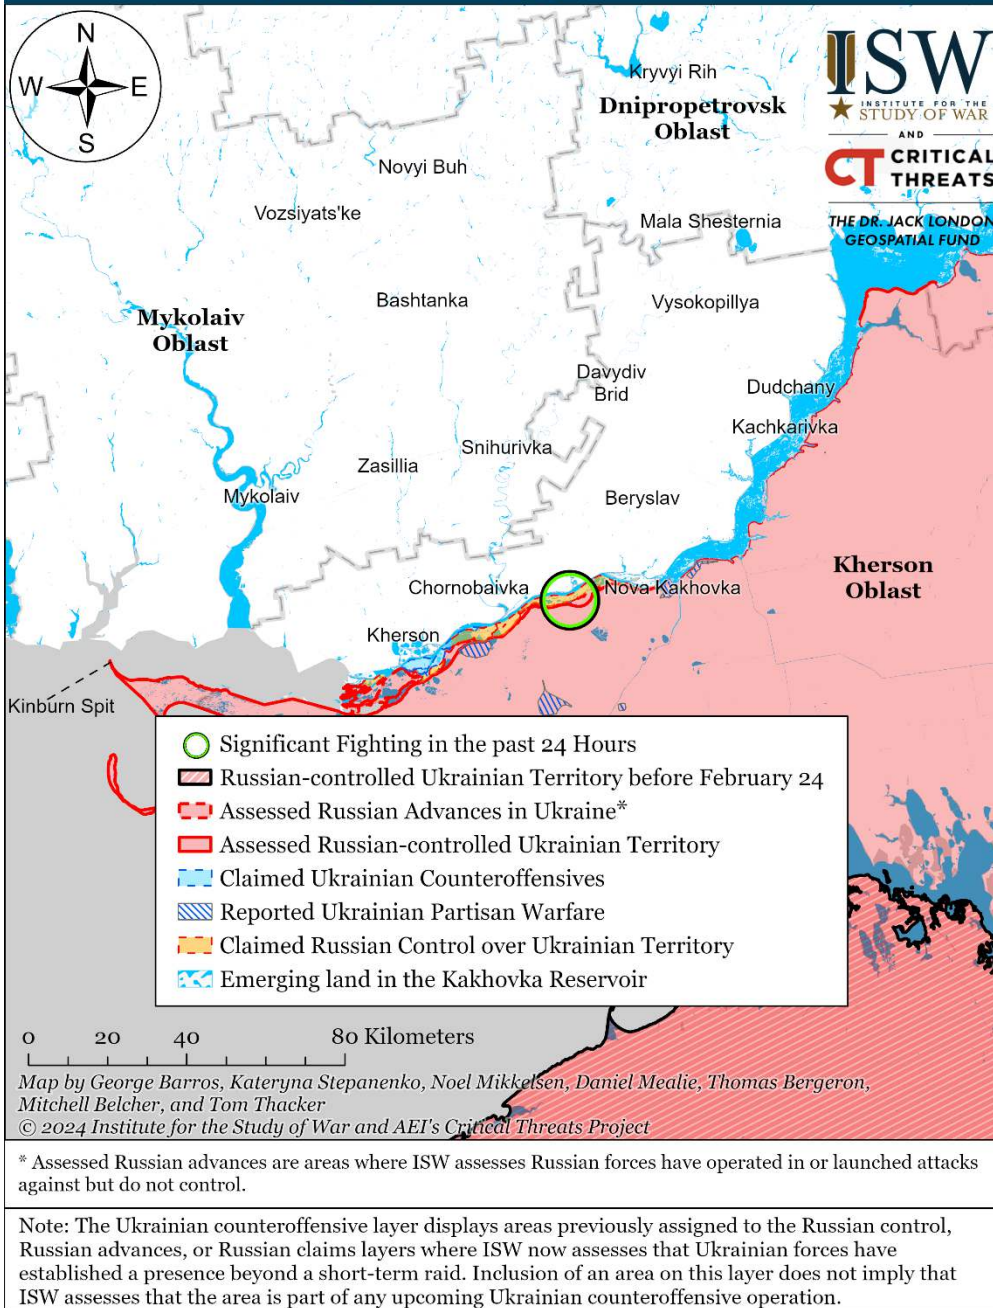 N
W
E
S
ISW
INSTITUTE FOR THE
STUDY OF WAR
AND
CT CRITICAL
THREATS
THE DR. JACK LONDON
GEOSPATIAL FUND
Kryvyi Rih
Dnipropetrovsk
Oblast
Novyi Buh
Vozsiyats'ke
Mala Shesternia
Bashtanka
Vysokopillya
Mykolaiv
Oblast
Davydiv
Brid
Dudchany
Kachkarivka
Snihurivka
Zasillia
Mykolaiv
Beryslav
Kherson
Oblast
Chornobaivka
Nova Kakhovka
Kherson
Kinburn Spit
Significant Fighting in the past 24 Hours
Russian-controlled Ukrainian Territory before February 24
Assessed Russian Advances in Ukraine*
Assessed Russian-controlled Ukrainian Territory
Claimed Ukrainian Counteroffensives
Reported Ukrainian Partisan Warfare
Claimed Russian Control over Ukrainian Territory
Emerging land in the Kakhovka Reservoir
0 20 40 80 Kilometers
Map by George Barros, Kateryna Stepanenko, Noel Mikkelsen, Daniel Mealie, Thomas Bergeron,
Mitchell Belcher, and Tom Thacker
© 2024 Institute for the Study of War and AEI's Critical Threats Project
* Assessed Russian advances are areas where ISW assesses Russian forces have operated in or launched attacks
against but do not control.
Note: The Ukrainian counteroffensive layer displays areas previously assigned to the Russian control,
Russian advances, or Russian claims layers where ISW now assesses that Ukrainian forces have
established a presence beyond a short-term raid. Inclusion of an area on this layer does not imply that
ISW assesses that the area is part of any upcoming Ukrainian counteroffensive operation.